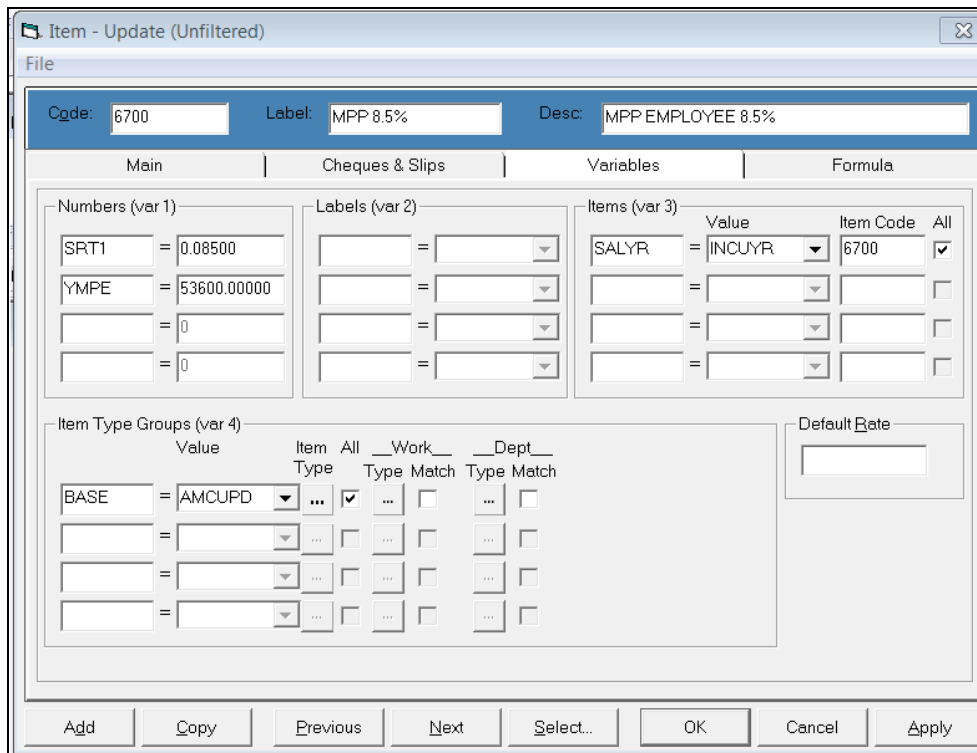 Item - Update (Unfiltered)
File
Code: 6700 Label: MPP 8.5% Desc: MPP EMPLOYEE 8.5%
Main Cheques & Slips Variables Formula
Numbers (var 1) Labels (var 2) Items (var 3)
Value Item Code All
SRT1 = 0.08500 = SALYR = INCUYR 6700
YMPE = 53600.00000 = =
= 0 = =
= 0 = =
Item Type Groups (var 4) Default Rate
Value Item Type All __Work__ Type Match __Dept__ Type Match
BASE = AMCUPD ... ... ...
= ... ... ...
= ... ... ...
= ... ... ...
Add Copy Previous Next Select... OK Cancel Apply